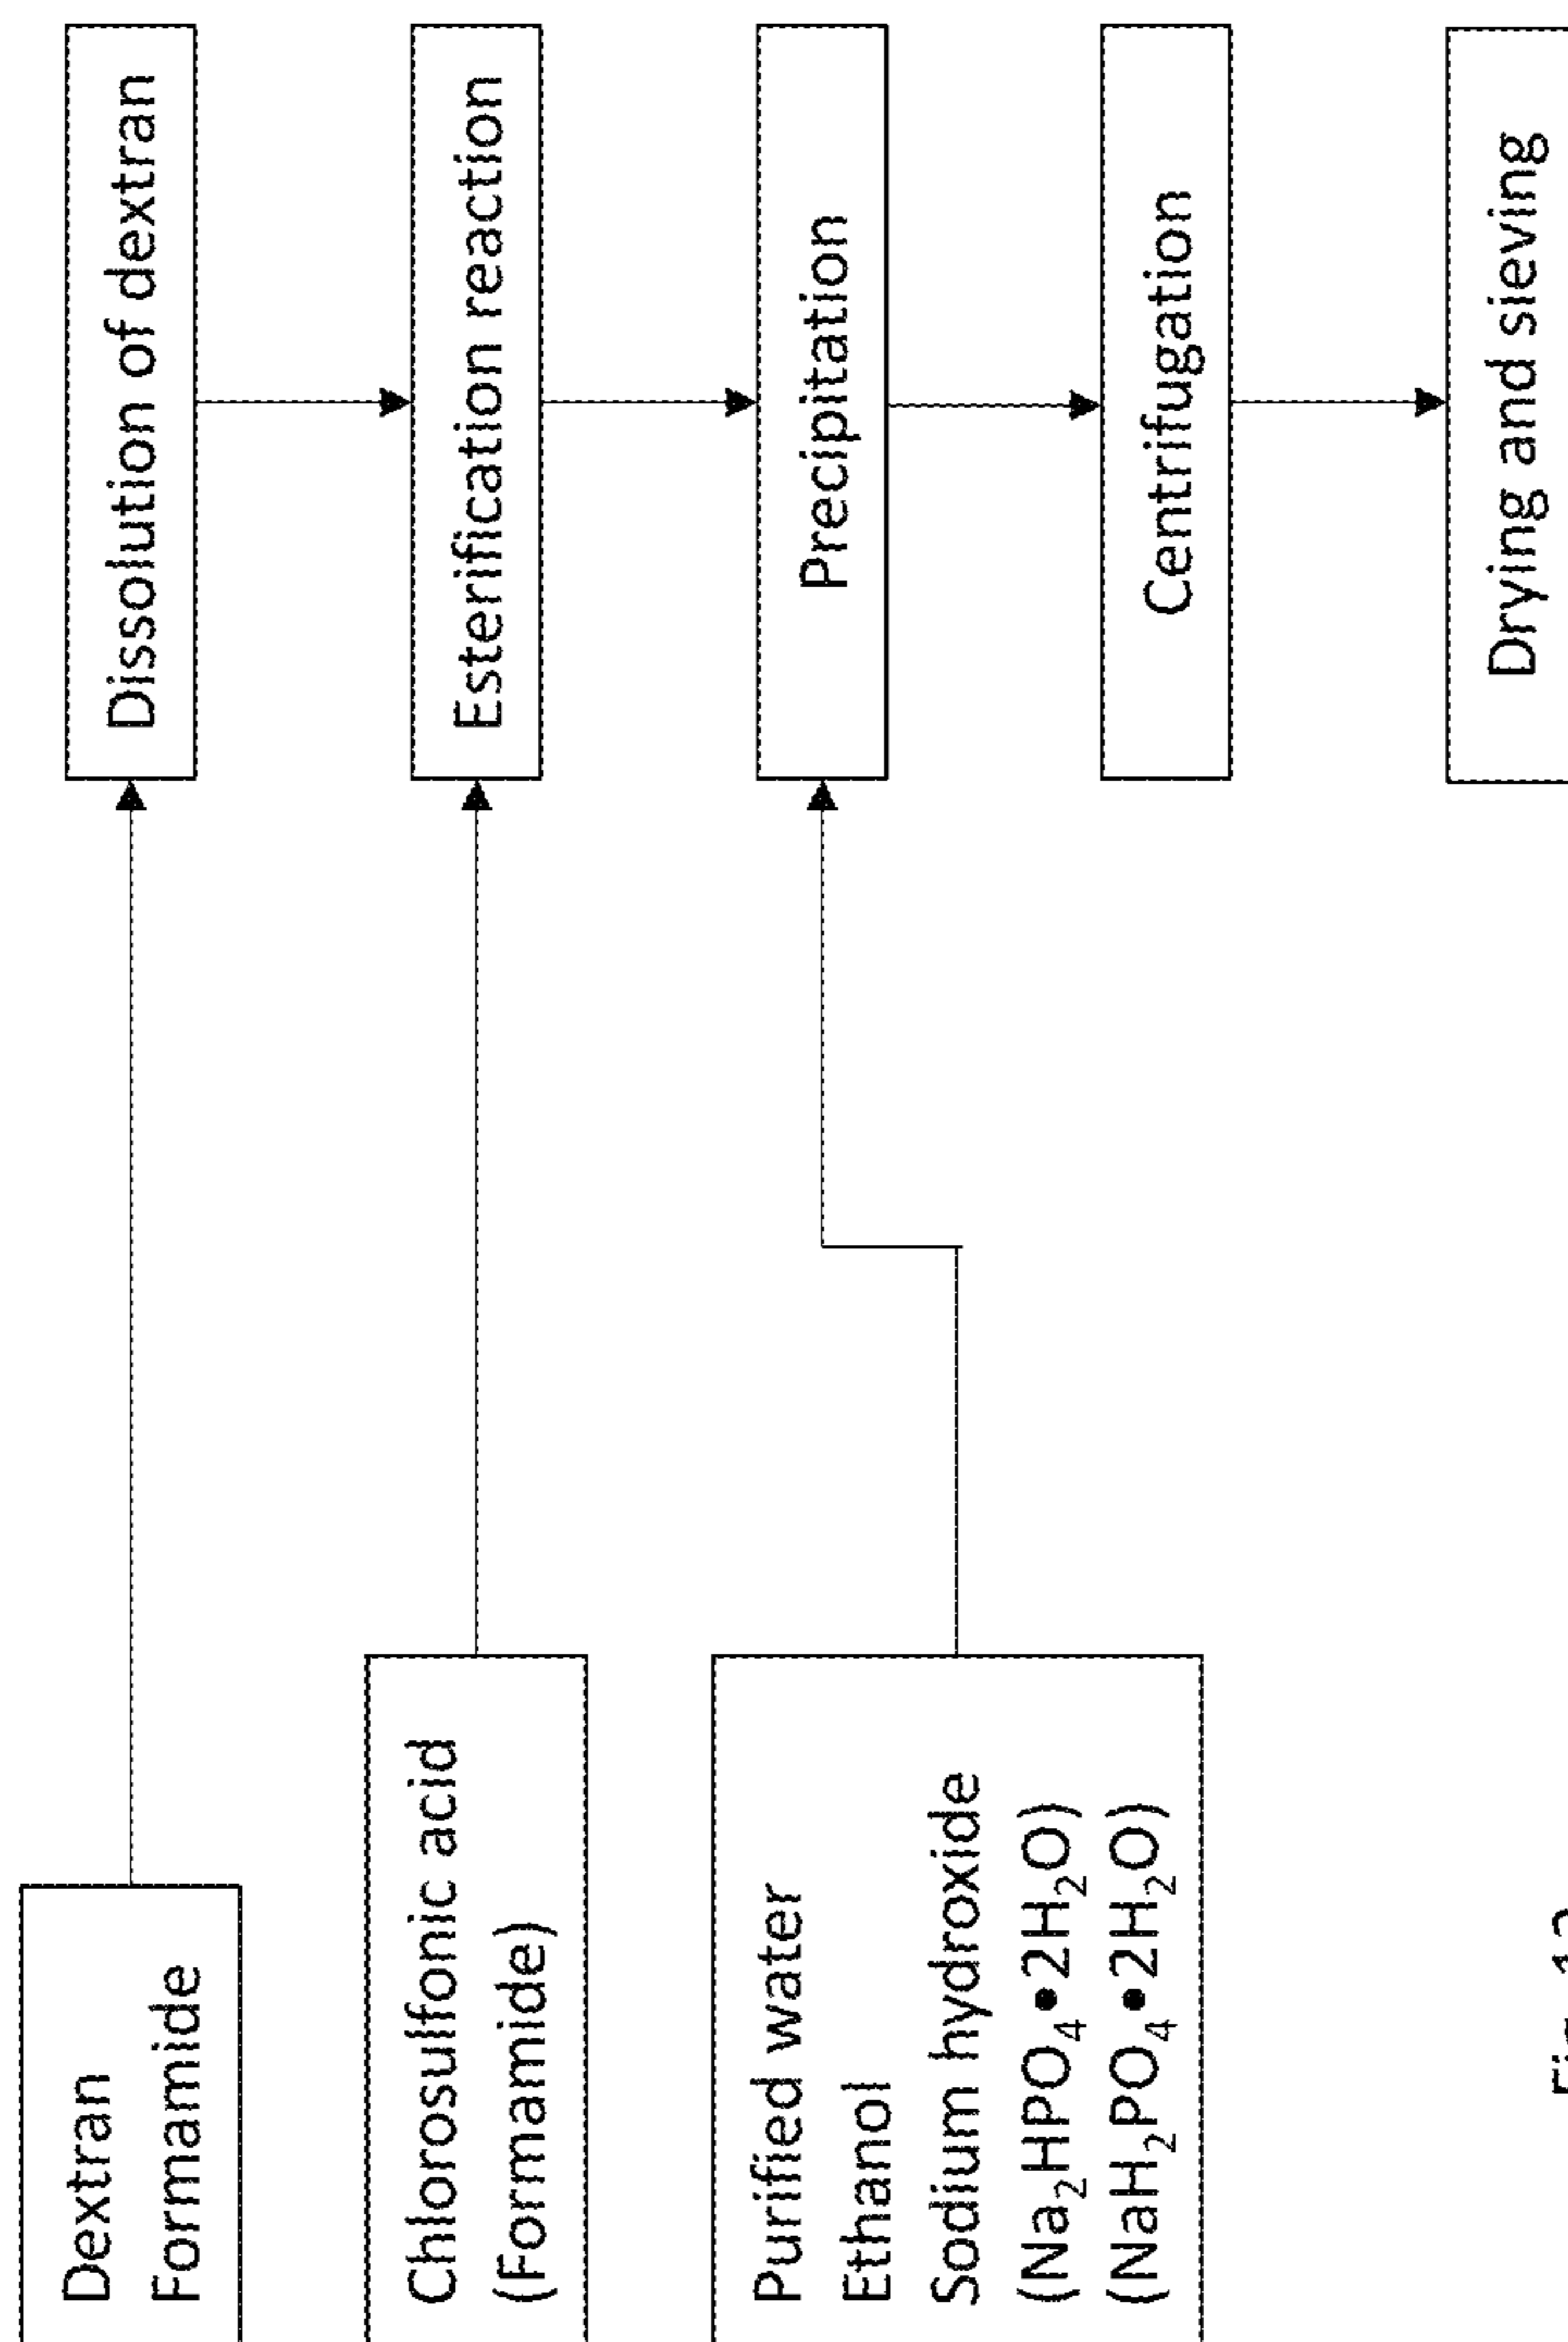 Dextran
Formamide
Dissolution of dextran
Chlorosulfonic acid
(Formamide)
Esterification reaction
Purified water
Ethanol
Sodium hydroxide
(Na₂HPO₄•2H₂O)
(NaH₂PO₄•2H₂O)
Precipitation
Centrifugation
Drying and sieving